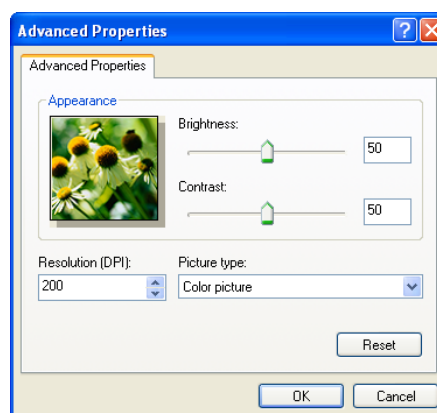 Advanced Properties
Advanced Properties
Appearance
Brightness:
50
Contrast:
50
Resolution (DPI):
Picture type:
200
Color picture
Reset
OK
Cancel